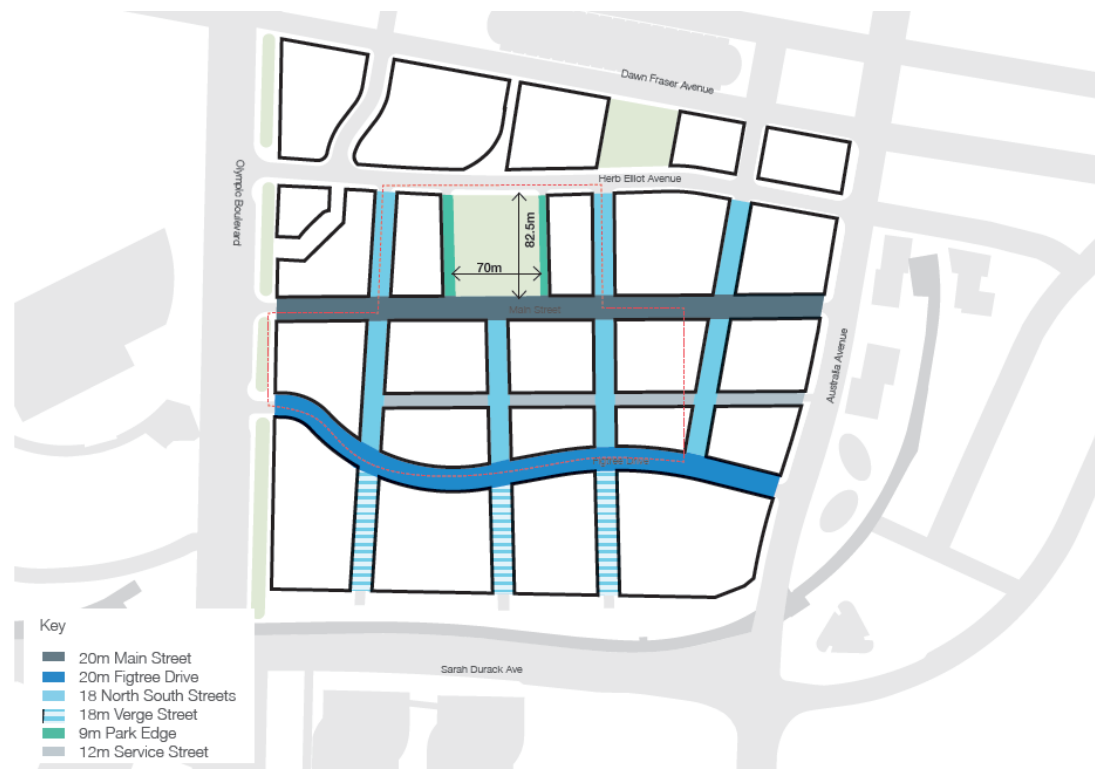 Dawn Fraser Avenue
Herb Elliot Avenue
Olympic Boulevard
82.5m
70m
Main Street
Australia Avenue
Sarah Durack Ave
Key
20m Main Street
20m Figtree Drive
18 North South Streets
18m Verge Street
9m Park Edge
12m Service Street